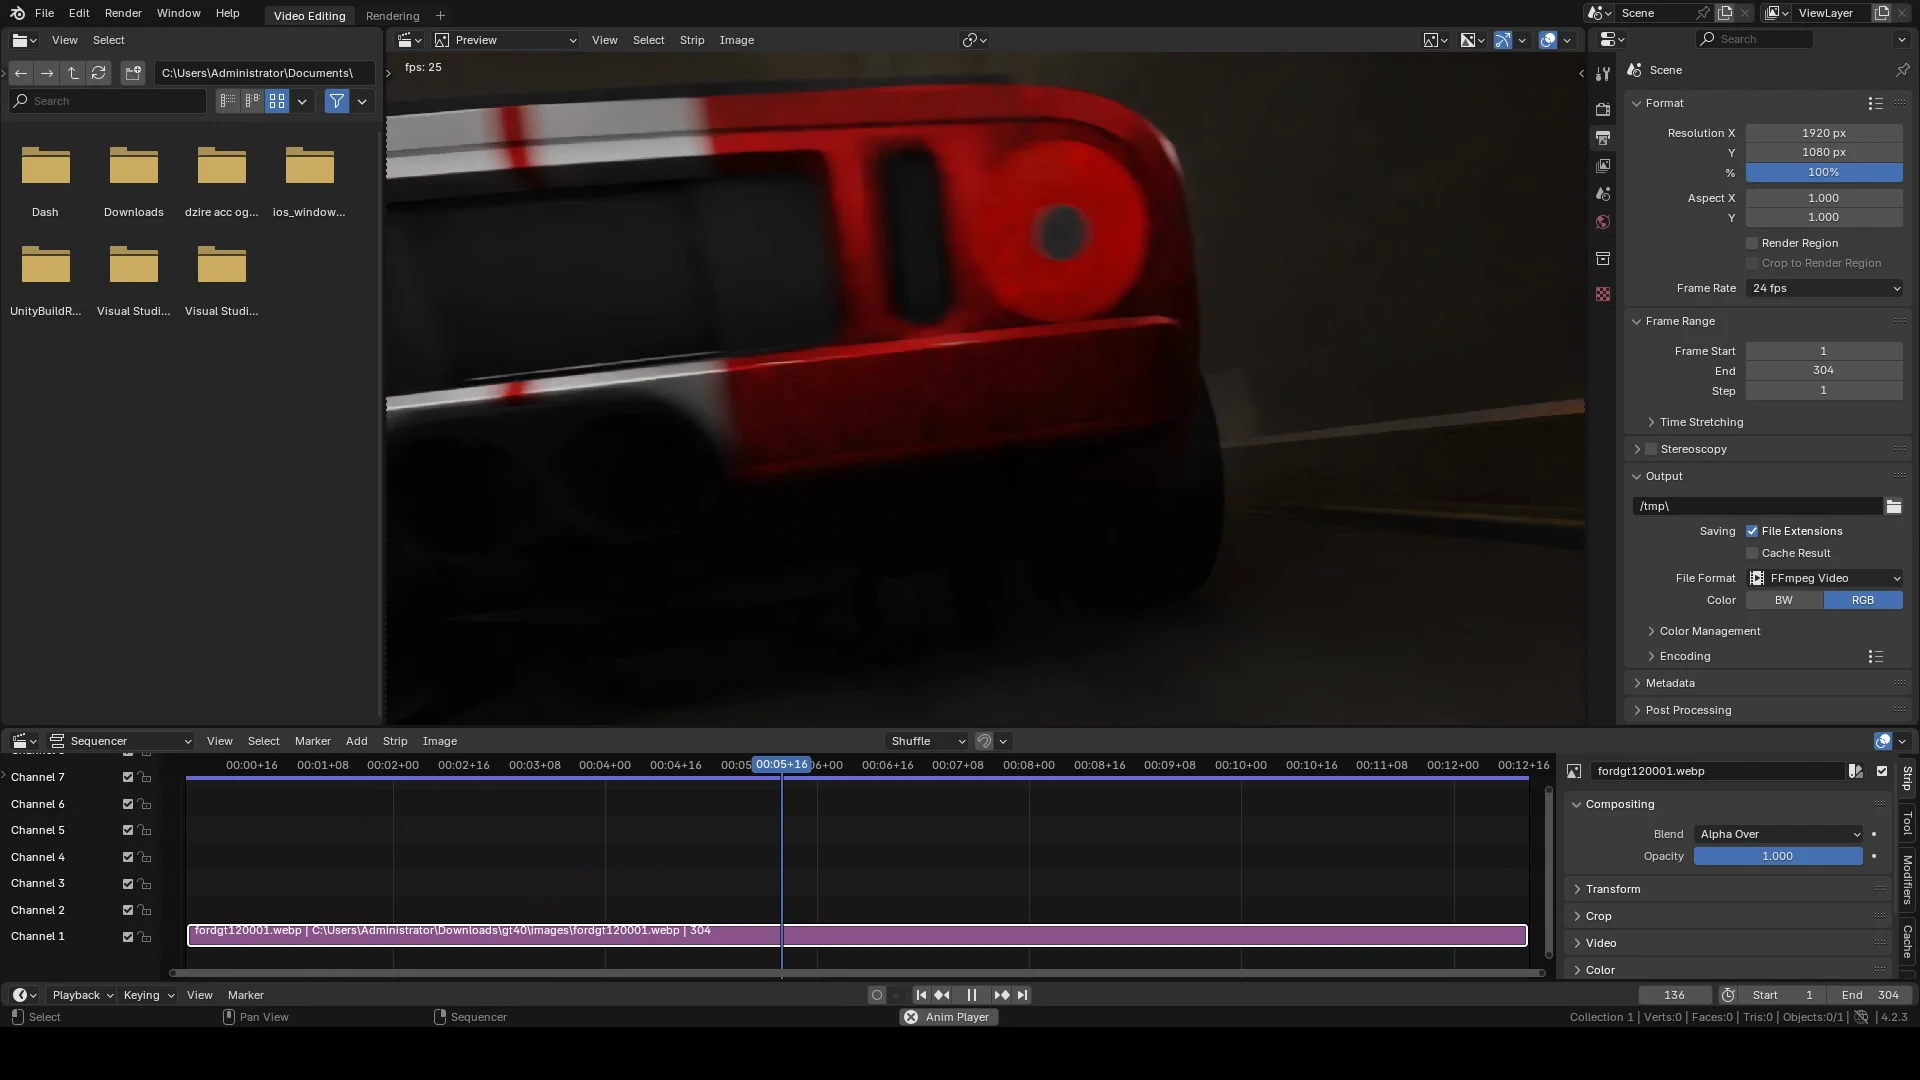 File Edit Render Window Help Video Editing Rendering + Scene ViewLayer
View Select Preview View Select Strip Image Search
C:\Users\Administrator\Documents\
fps: 25
Search
Dash Downloads dzire acc og... ios_window...
UnityBuildR... Visual Studi... Visual Studi...
Scene
Format
Resolution X 1920 px
Y 1080 px
% 100%
Aspect X 1.000
Y 1.000
Render Region
Crop to Render Region
Frame Rate 24 fps
Frame Range
Frame Start 1
End 304
Step 1
Time Stretching
Stereoscopy
Output
/tmp\
Saving File Extensions
Cache Result
File Format FFmpeg Video
Color BW RGB
Color Management
Encoding
Metadata
Post Processing
Sequencer View Select Marker Add Strip Image Shuffle
00:00+16 00:01+08 00:02+00 00:02+16 00:03+08 00:04+00 00:04+16 00:05 00:05+16 6+00 00:06+16 00:07+08 00:08+00 00:08+16 00:09+08 00:10+00 00:10+16 00:11+08 00:12+00 00:12+16
Channel 7
Channel 6
Channel 5
Channel 4
Channel 3
Channel 2
Channel 1
fordgt120001.webp | C:\Users\Administrator\Downloads\gt40\images\fordgt120001.webp | 304
fordgt120001.webp
Compositing
Blend Alpha Over
Opacity 1.000
Transform
Crop
Video
Color
Strip
Tool
Modifiers
Cache
Playback Keying View Marker 136 Start 1 End 304
Select Pan View Sequencer Anim Player Collection 1 | Verts:0 | Faces:0 | Tris:0 | Objects:0/1 | 4.2.3